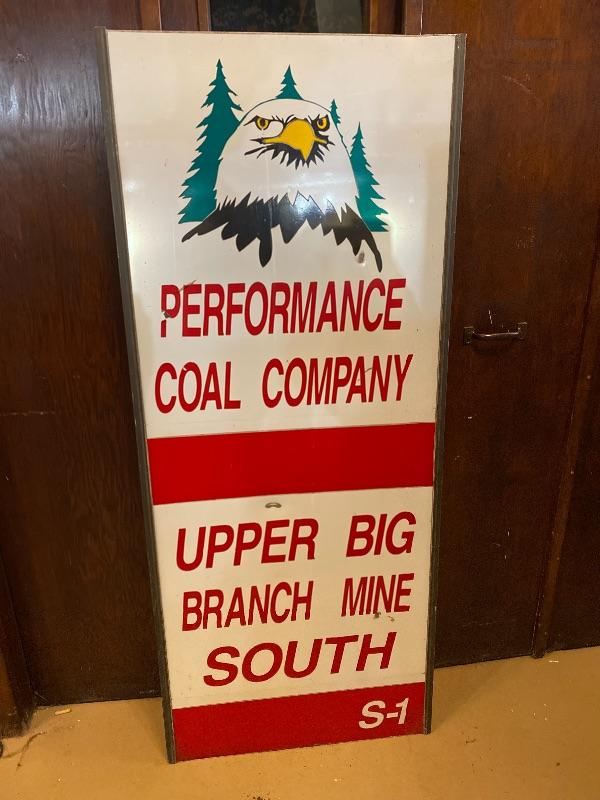 PERFORMANCE
COAL COMPANY
UPPER BIG
BRANCH MINE
SOUTH
S-1